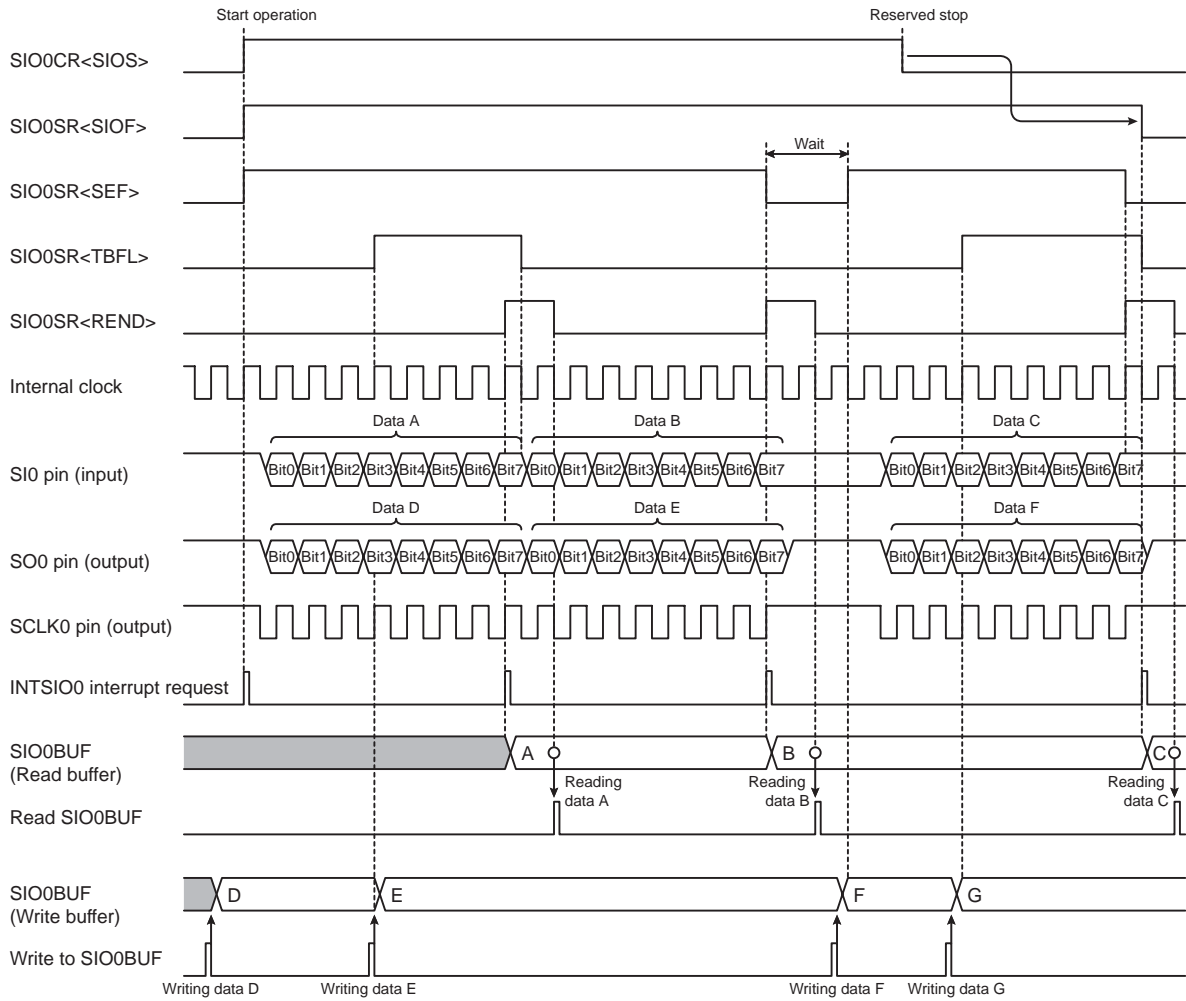 Start operation
Reserved stop
SIO0CR<SIOS>
SIO0SR<SIOF>
Wait
SIO0SR<SEF>
SIO0SR<TBFL>
SIO0SR<REND>
Internal clock
Data A Data B Data C
SI0 pin (input)
Bit0 Bit1 Bit2 Bit3 Bit4 Bit5 Bit6 Bit7 Bit0 Bit1 Bit2 Bit3 Bit4 Bit5 Bit6 Bit7 Bit0 Bit1 Bit2 Bit3 Bit4 Bit5 Bit6 Bit7
Data D Data E Data F
SO0 pin (output)
Bit0 Bit1 Bit2 Bit3 Bit4 Bit5 Bit6 Bit7 Bit0 Bit1 Bit2 Bit3 Bit4 Bit5 Bit6 Bit7 Bit0 Bit1 Bit2 Bit3 Bit4 Bit5 Bit6 Bit7
SCLK0 pin (output)
INTSIO0 interrupt request
SIO0BUF
(Read buffer)
A B C
Reading
data A
Reading
data B
Reading
data C
Read SIO0BUF
SIO0BUF
(Write buffer)
D E F G
Write to SIO0BUF
Writing data D Writing data E Writing data F Writing data G